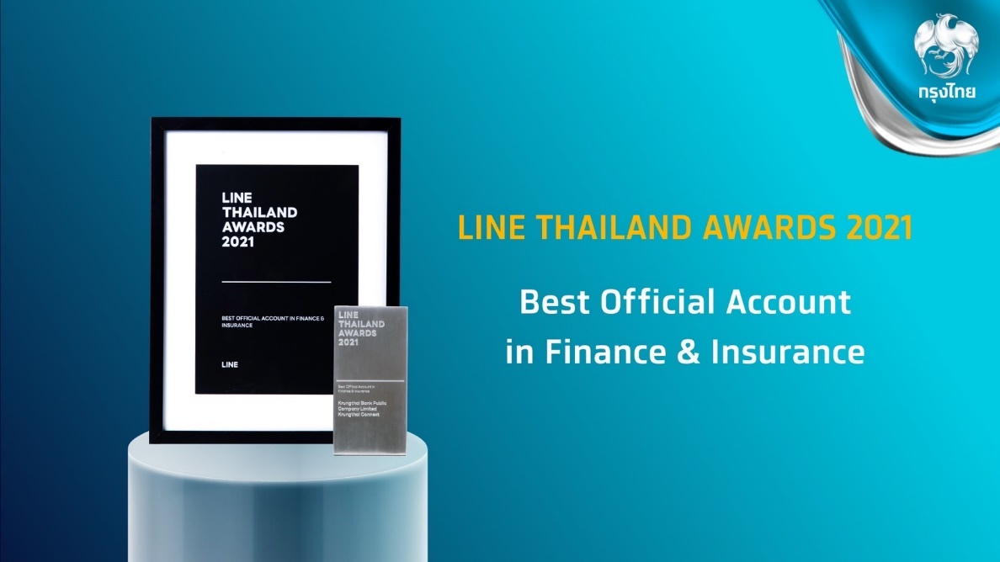 กรุงไทย
LINE
THAILAND
AWARDS
2021
BEST OFFICIAL ACCOUNT IN FINANCE &
INSURANCE
LINE
LINE
THAILAND
AWARDS
2021
Best Official Account in
Finance & Insurance
Krungthai Bank Public
Company Limited
Krungthai Connext
LINE THAILAND AWARDS 2021
Best Official Account
in Finance & Insurance